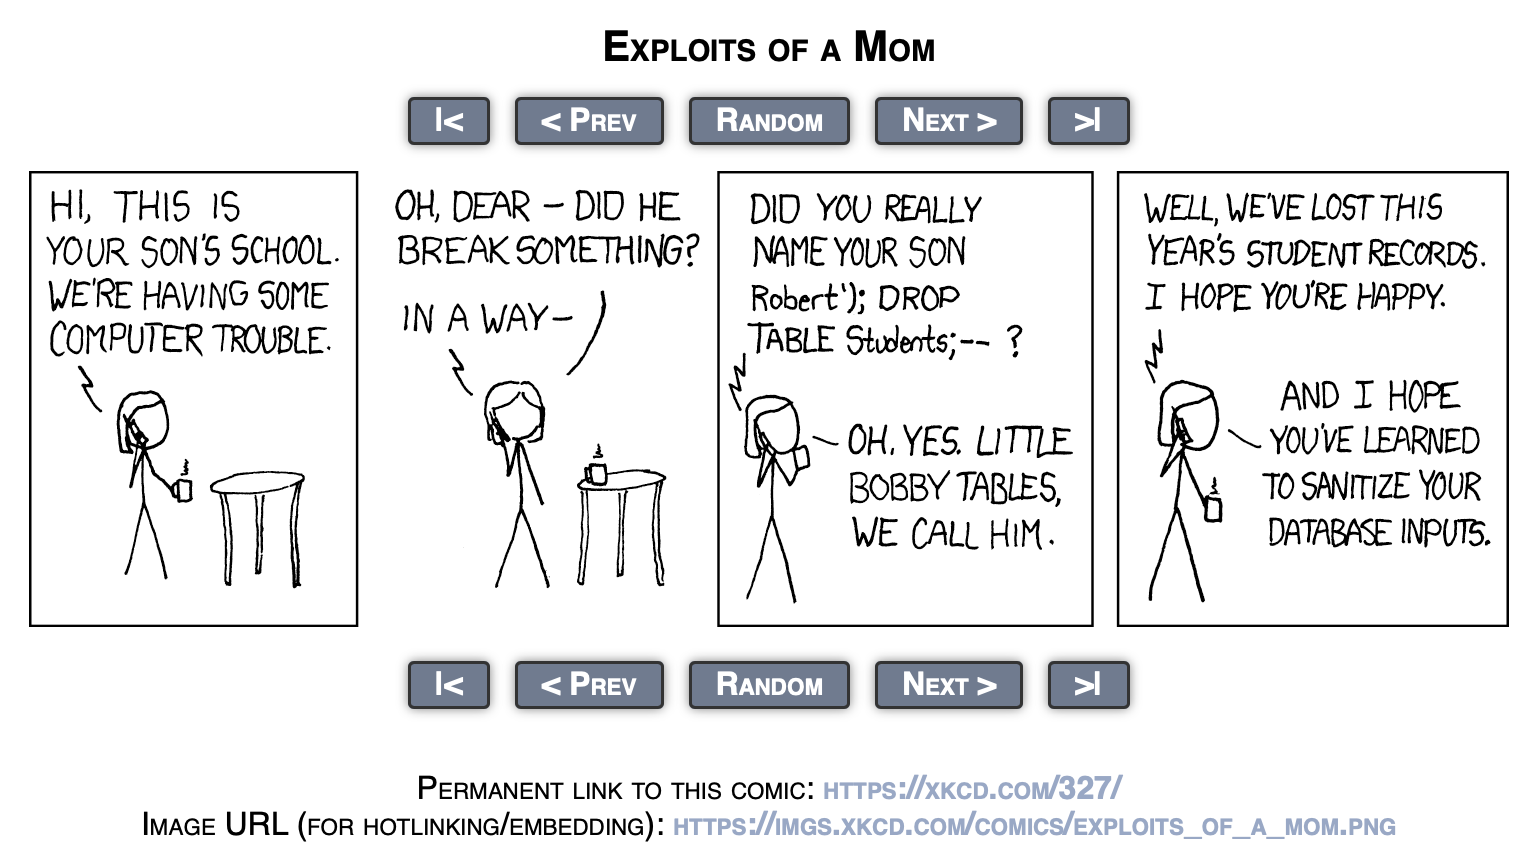 Exploits of a Mom
|< < Prev Random Next > >|
HI, THIS IS
YOUR SON'S SCHOOL.
WE'RE HAVING SOME
COMPUTER TROUBLE.
OH, DEAR – DID HE
BREAK SOMETHING?
IN A WAY–
DID YOU REALLY
NAME YOUR SON
Robert'); DROP
TABLE Students;-- ?
OH. YES. LITTLE
BOBBY TABLES,
WE CALL HIM.
WELL, WE'VE LOST THIS
YEAR'S STUDENT RECORDS.
I HOPE YOU'RE HAPPY.
AND I HOPE
YOU'VE LEARNED
TO SANITIZE YOUR
DATABASE INPUTS.
|< < Prev Random Next > >|
Permanent link to this comic: https://xkcd.com/327/
Image URL (for hotlinking/embedding): https://imgs.xkcd.com/comics/exploits_of_a_mom.png